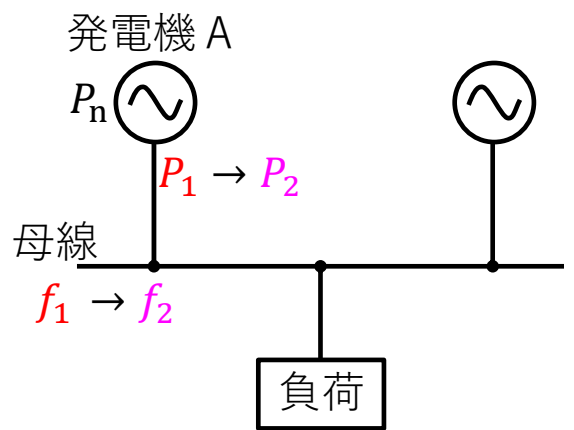 発電機 A
Pₙ
P₁ → P₂
母線
f₁ → f₂
負荷